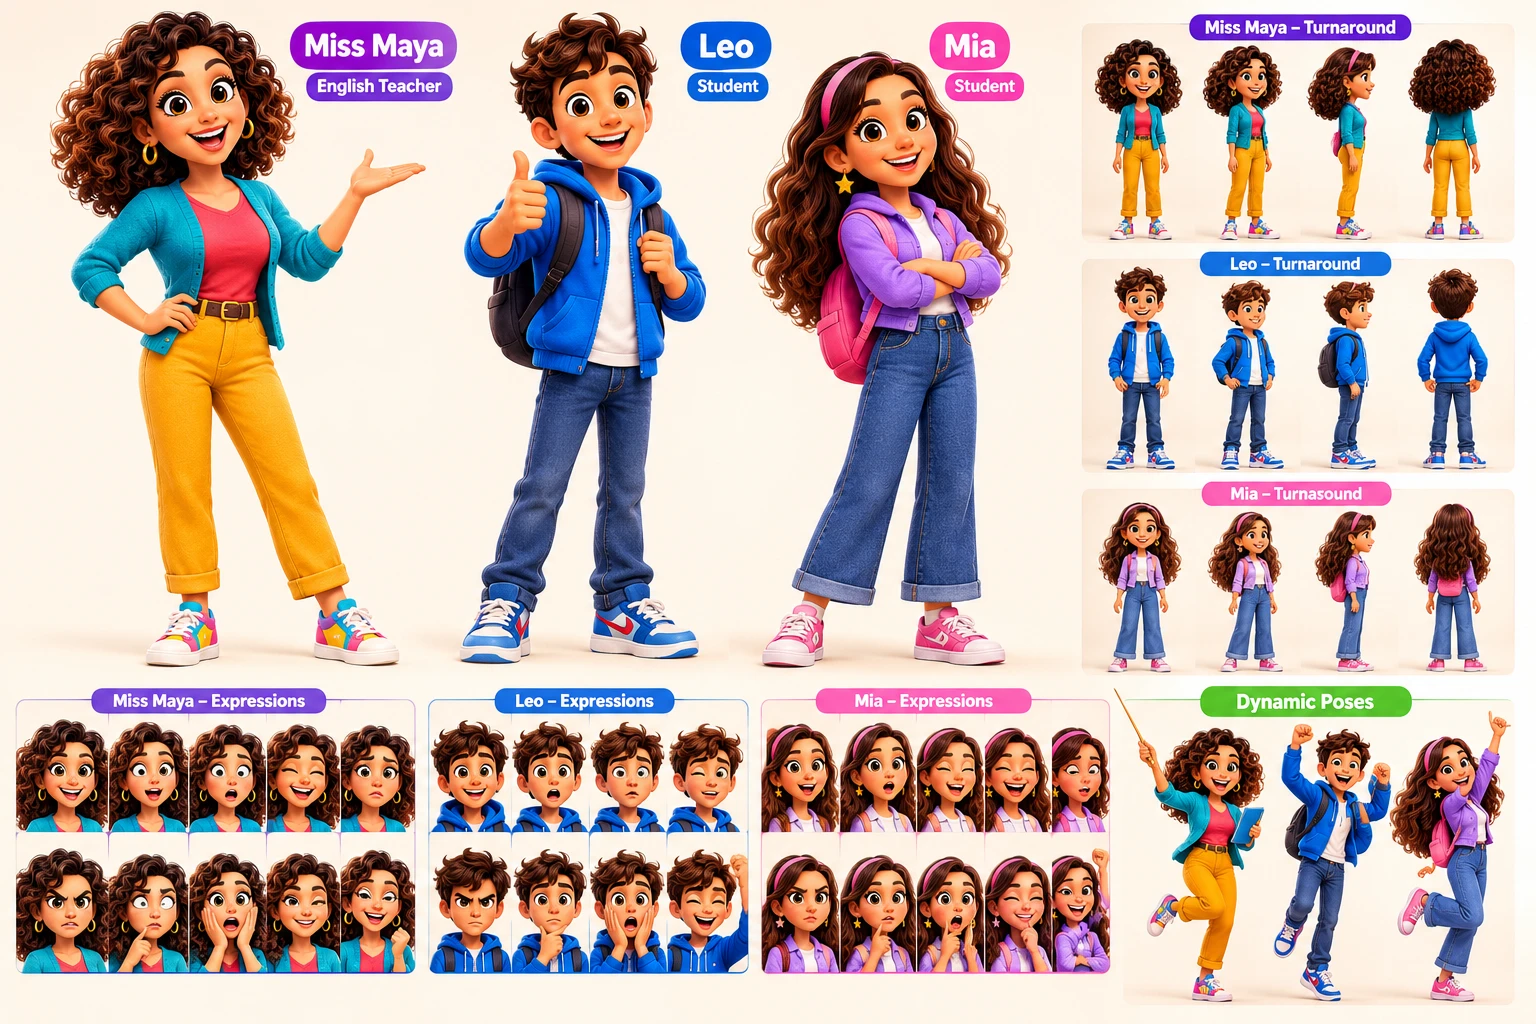 Miss Maya
English Teacher
Leo
Student
Mia
Student
Miss Maya – Turnaround
Leo – Turnaround
Mia – Turnasound
Miss Maya – Expressions
Leo – Expressions
Mia – Expressions
Dynamic Poses